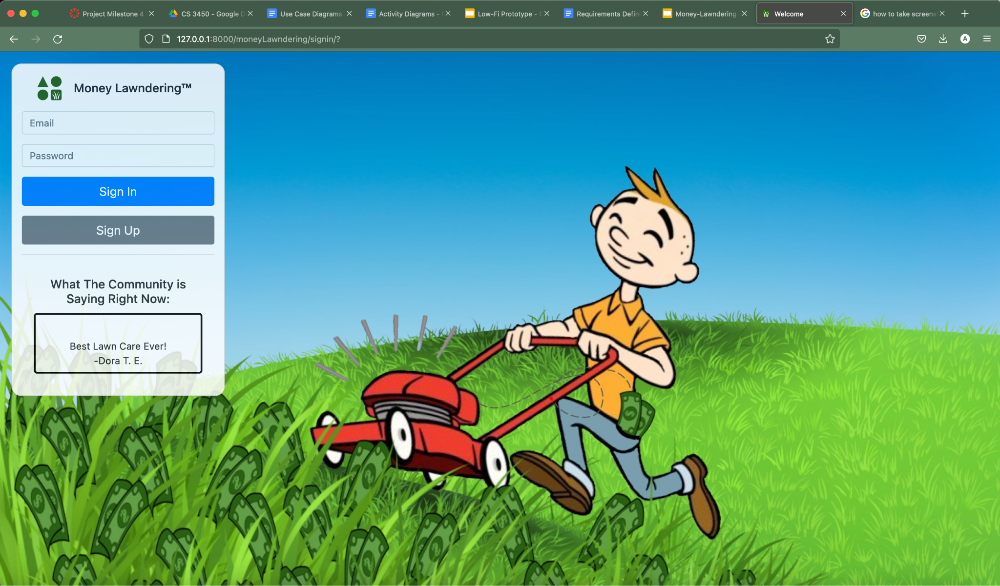 Project Milestone 4
CS 3450 - Google D
Use Case Diagrams
Activity Diagrams -
Low-Fi Prototype -
Requirements Defini
Money-Lawndering
Welcome
how to take screens
127.0.0.1:8000/moneyLawndering/signin/?
A
Money Lawndering™
Email
Password
Sign In
Sign Up
What The Community is
Saying Right Now:
Best Lawn Care Ever!
-Dora T. E.